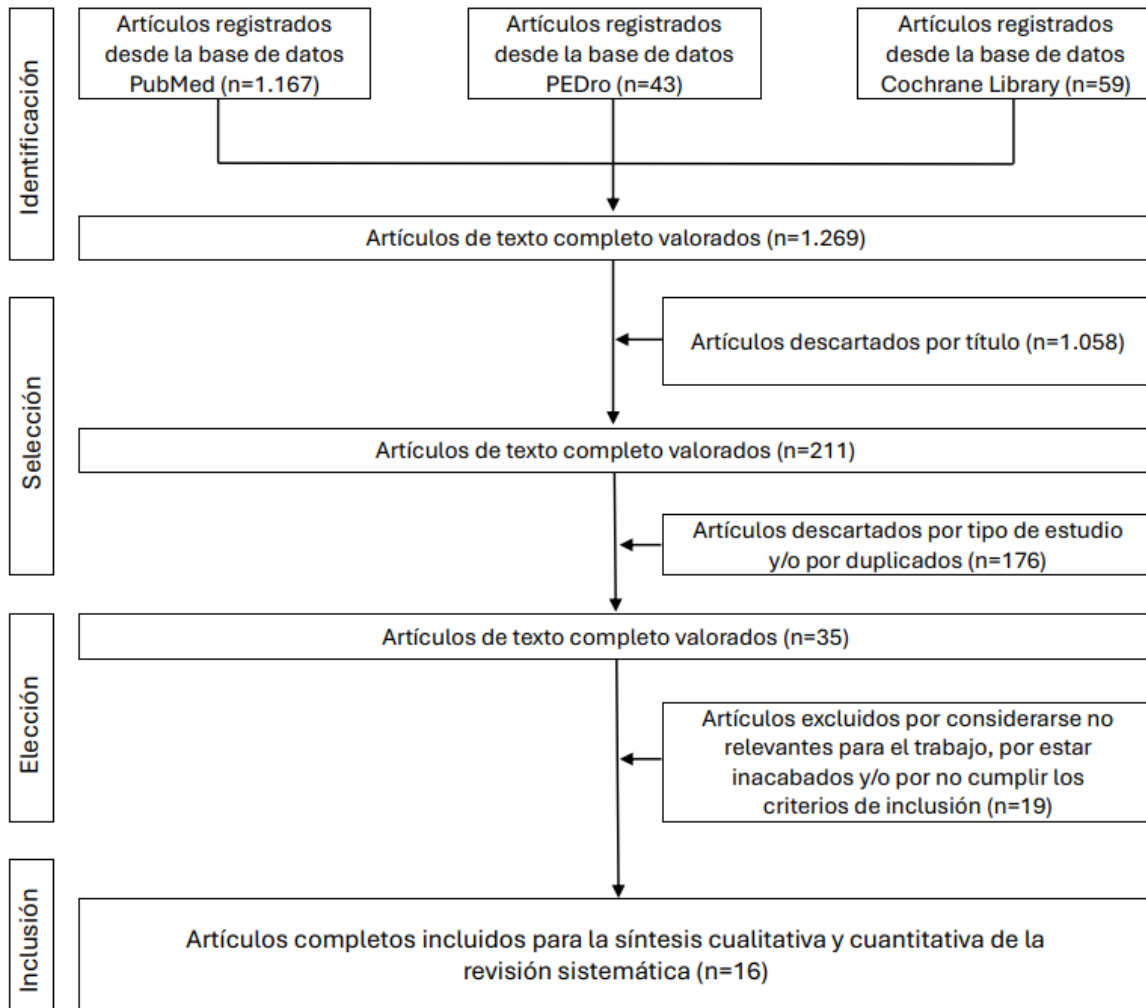 Identificación
Artículos registrados
desde la base de datos
PubMed (n=1.167)
Artículos registrados
desde la base de datos
PEDro (n=43)
Artículos registrados
desde la base de datos
Cochrane Library (n=59)
Artículos de texto completo valorados (n=1.269)
Selección
Artículos descartados por título (n=1.058)
Artículos de texto completo valorados (n=211)
Artículos descartados por tipo de estudio
y/o por duplicados (n=176)
Elección
Artículos de texto completo valorados (n=35)
Artículos excluidos por considerarse no
relevantes para el trabajo, por estar
inacabados y/o por no cumplir los
criterios de inclusión (n=19)
Inclusión
Artículos completos incluidos para la síntesis cualitativa y cuantitativa de la
revisión sistemática (n=16)